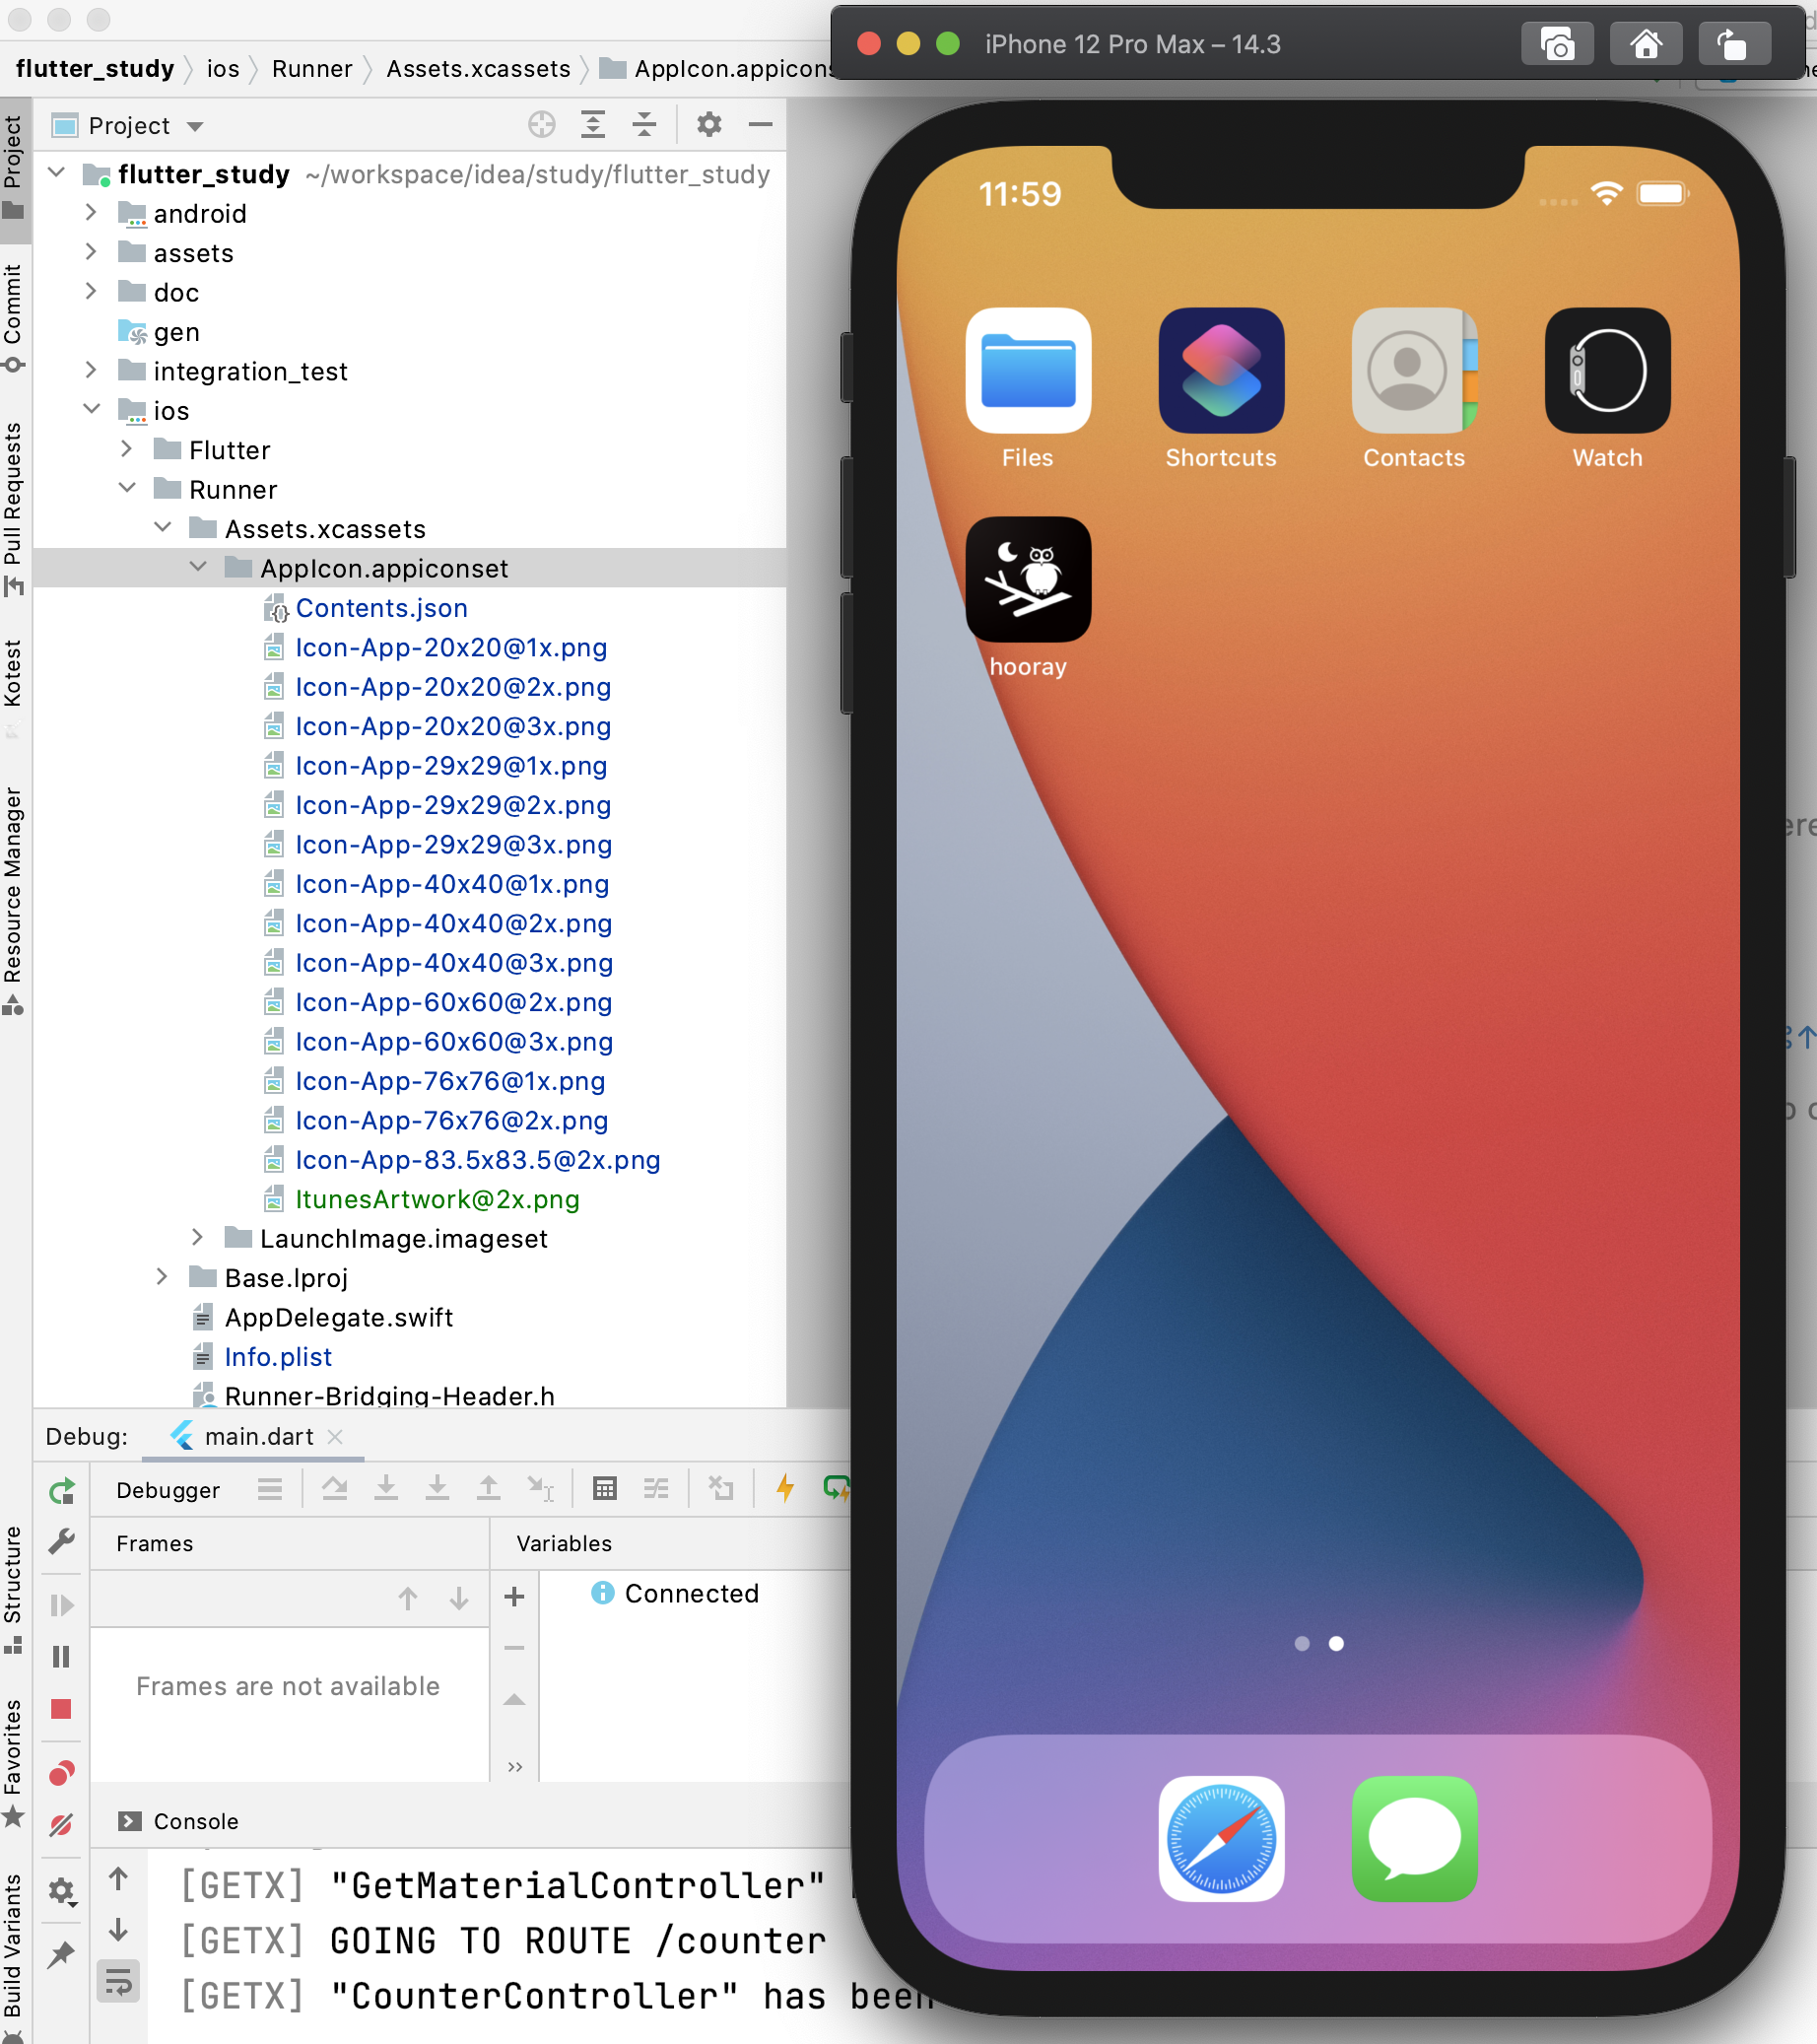 iPhone 12 Pro Max – 14.3
flutter_study
ios
Runner
Assets.xcassets
AppIcon.appicons
Project
flutter_study ~/workspace/idea/study/flutter_study
android
assets
doc
gen
integration_test
ios
Flutter
Runner
Assets.xcassets
AppIcon.appiconset
Contents.json
Icon-App-20x20@1x.png
Icon-App-20x20@2x.png
Icon-App-20x20@3x.png
Icon-App-29x29@1x.png
Icon-App-29x29@2x.png
Icon-App-29x29@3x.png
Icon-App-40x40@1x.png
Icon-App-40x40@2x.png
Icon-App-40x40@3x.png
Icon-App-60x60@2x.png
Icon-App-60x60@3x.png
Icon-App-76x76@1x.png
Icon-App-76x76@2x.png
Icon-App-83.5x83.5@2x.png
ItunesArtwork@2x.png
LaunchImage.imageset
Base.lproj
AppDelegate.swift
Info.plist
Runner-Bridging-Header.h
Project
Commit
Pull Requests
Kotest
Resource Manager
Structure
Favorites
Build Variants
Debug:
main.dart
Debugger
Frames
Variables
Connected
Frames are not available
Console
[GETX] "GetMaterialController"
[GETX] GOING TO ROUTE /counter
[GETX] "CounterController" has been
11:59
Files
Shortcuts
Contacts
Watch
hooray